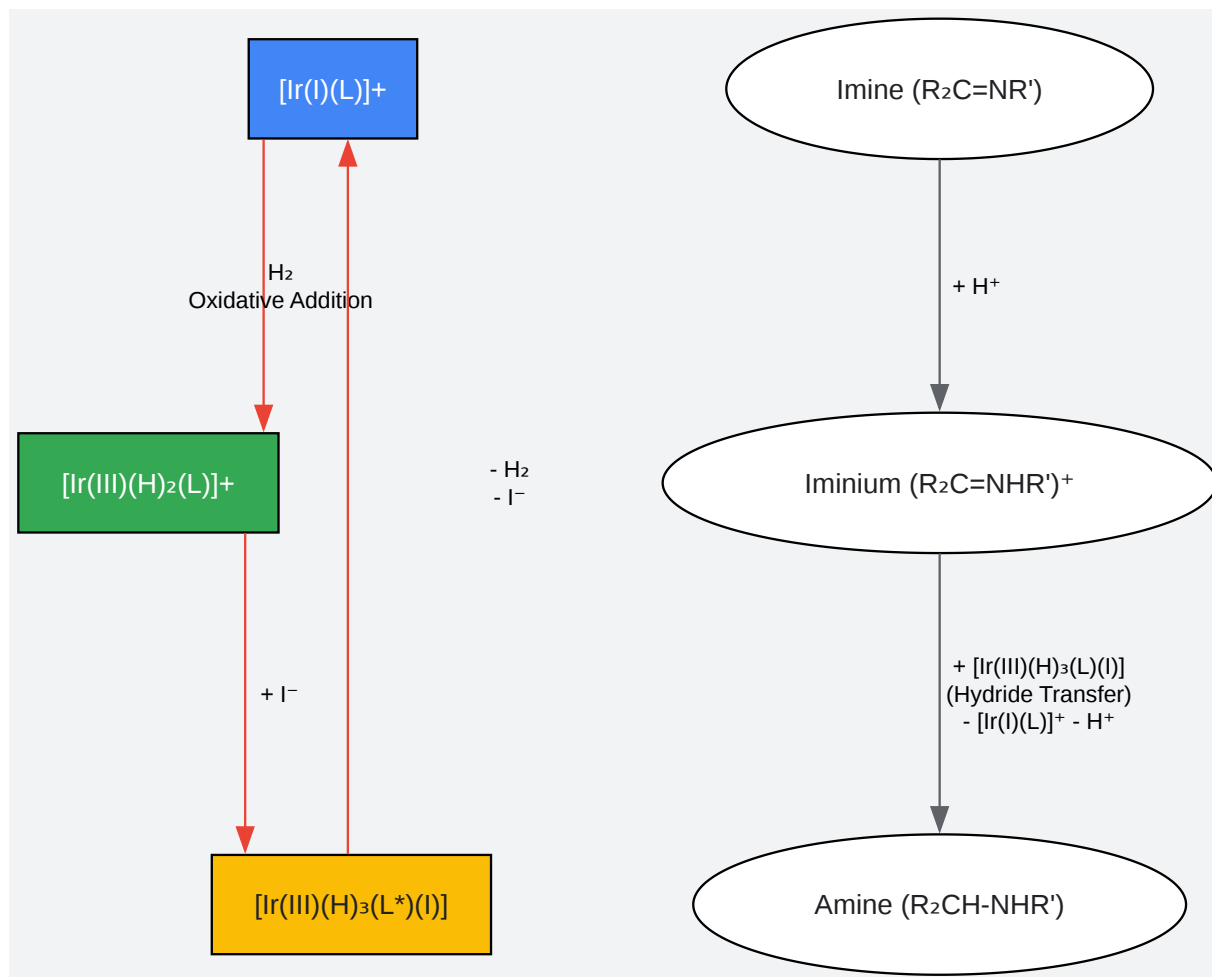 [Ir(I)(L)]+
Imine (R₂C=NR')
H₂
Oxidative Addition
+ H⁺
[Ir(III)(H)₂(L)]+
- H₂
- I⁻
Iminium (R₂C=NHR')⁺
+ I⁻
+ [Ir(III)(H)₃(L)(I)]
(Hydride Transfer)
- [Ir(I)(L)]⁺ - H⁺
[Ir(III)(H)₃(L*)(I)]
Amine (R₂CH-NHR')